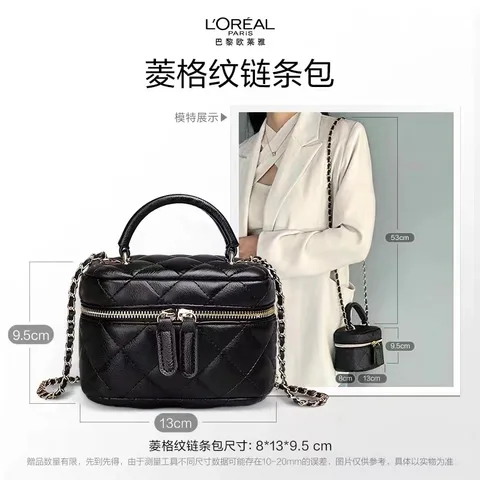 L'ORÉAL
PARIS
巴黎欧莱雅
菱格纹链条包
模特展示▶
53cm
9.5cm
8cm
13cm
9.5cm
13cm
菱格纹链条包尺寸: 8*13*9.5 cm
赠品数量有限，先到先得，由于测量工具不同尺寸数据可能存在10-20mm的误差，图片仅供参考，具体以实物为准